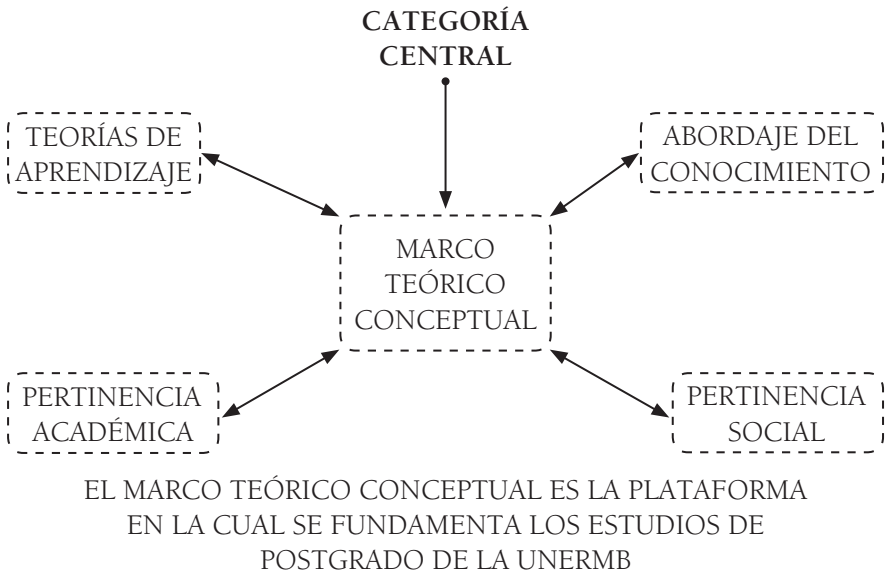 CATEGORÍA
CENTRAL
TEORÍAS DE
APRENDIZAJE
ABORDAJE DEL
CONOCIMIENTO
MARCO
TEÓRICO
CONCEPTUAL
PERTINENCIA
ACADÉMICA
PERTINENCIA
SOCIAL
EL MARCO TEÓRICO CONCEPTUAL ES LA PLATAFORMA
EN LA CUAL SE FUNDAMENTA LOS ESTUDIOS DE
POSTGRADO DE LA UNERMB